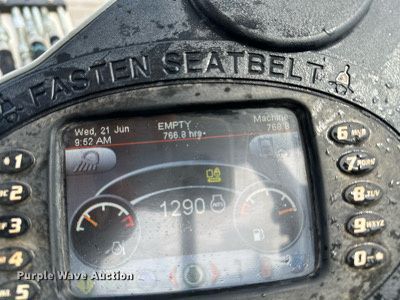 FASTEN SEATBELT
Wed, 21 Jun
EMPTY
Machine
9:52 AM
766.8 hrs
766.8
1290
1
2
3
4
5
6
7
8
9
0
Purple Wave Auction